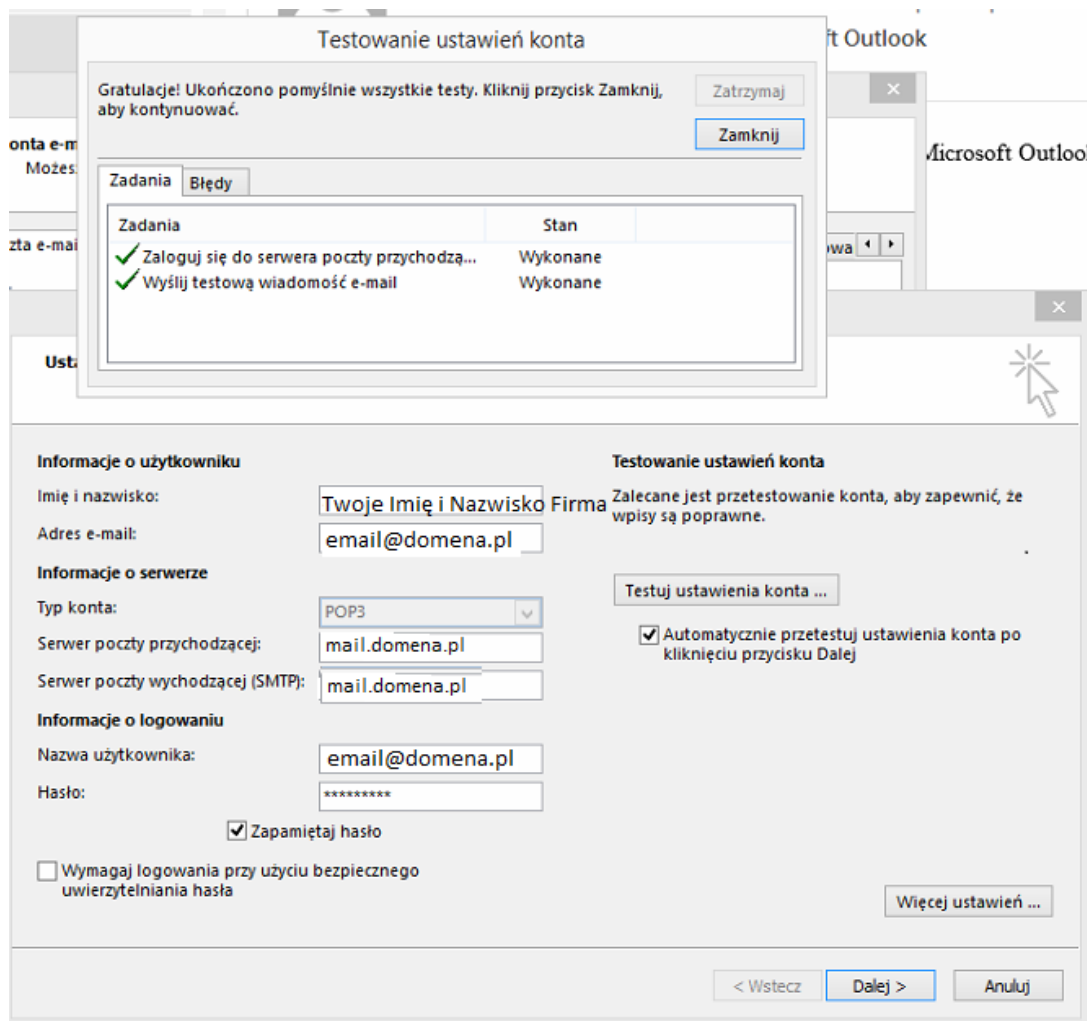 Testowanie ustawień konta
ft Outlook
Gratulacje! Ukończono pomyślnie wszystkie testy. Kliknij przycisk Zamknij,
aby kontynuować.
Zatrzymaj
Zamknij
onta e-m
Możes
Microsoft Outloo
Zadania
Błędy
Zadania Stan
zta e-mai
owa
Zaloguj się do serwera poczty przychodzą... Wykonane
Wyślij testową wiadomość e-mail Wykonane
Usta
Informacje o użytkowniku
Imię i nazwisko: Twoje Imię i Nazwisko Firma
Adres e-mail: email@domena.pl
Informacje o serwerze
Typ konta: POP3
Serwer poczty przychodzącej: mail.domena.pl
Serwer poczty wychodzącej (SMTP): mail.domena.pl
Informacje o logowaniu
Nazwa użytkownika: email@domena.pl
Hasło: *********
Zapamiętaj hasło
Wymagaj logowania przy użyciu bezpiecznego
uwierzytelniania hasła
Testowanie ustawień konta
Zalecane jest przetestowanie konta, aby zapewnić, że
wpisy są poprawne.
Testuj ustawienia konta ...
Automatycznie przetestuj ustawienia konta po
kliknięciu przycisku Dalej
Więcej ustawień ...
< Wstecz
Dalej >
Anuluj